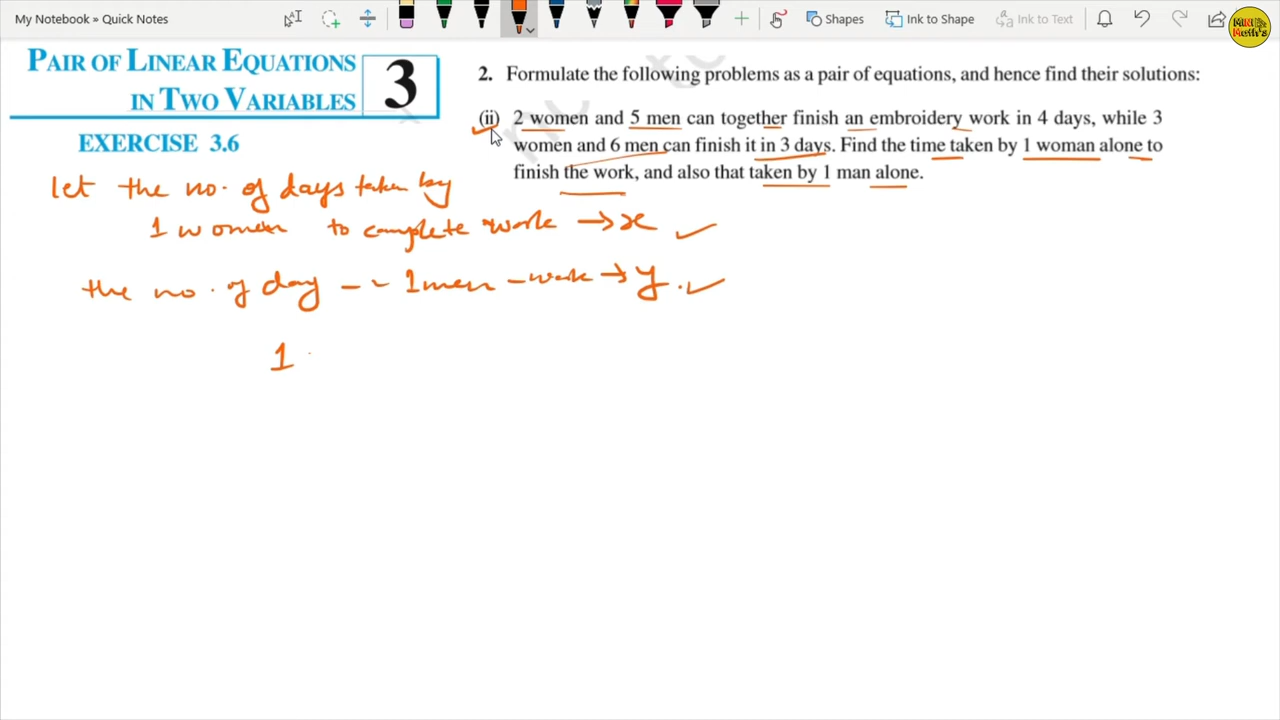 My Notebook » Quick Notes
Shapes
Ink to Shape
Ink to Text
PAIR OF LINEAR EQUATIONS
IN TWO VARIABLES
3
EXERCISE 3.6
2. Formulate the following problems as a pair of equations, and hence find their solutions:
(ii) 2 women and 5 men can together finish an embroidery work in 4 days, while 3
women and 6 men can finish it in 3 days. Find the time taken by 1 woman alone to
finish the work, and also that taken by 1 man alone.
let the no. of days taken by
1 women to complete work → x
the no. of day -- 1 men - work → y.
1